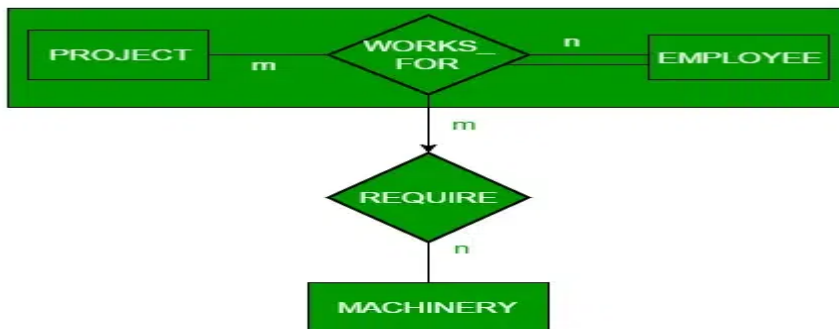 PROJECT
m
WORKS_
FOR
n
EMPLOYEE
m
REQUIRE
n
MACHINERY